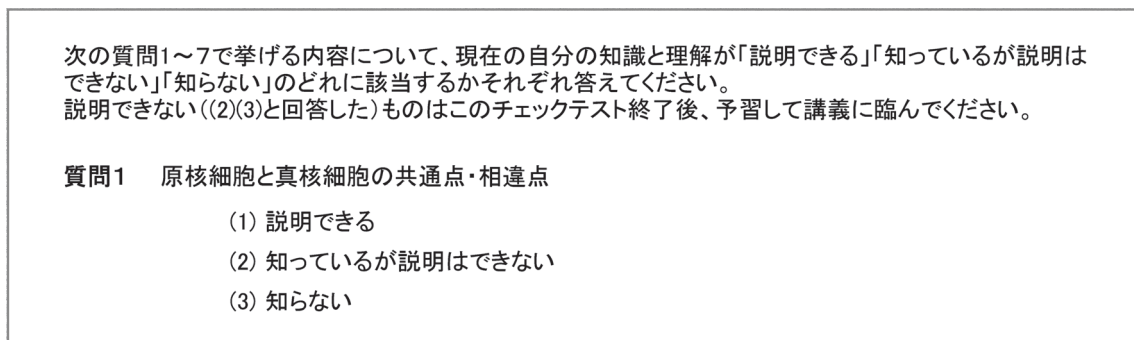 次の質問1～7で挙げる内容について、現在の自分の知識と理解が「説明できる」「知っているが説明は
できない」「知らない」のどれに該当するかそれぞれ答えてください。
説明できない((2)(3)と回答した)ものはこのチェックテスト終了後、予習して講義に臨んでください。
質問1 原核細胞と真核細胞の共通点・相違点
(1) 説明できる
(2) 知っているが説明はできない
(3) 知らない